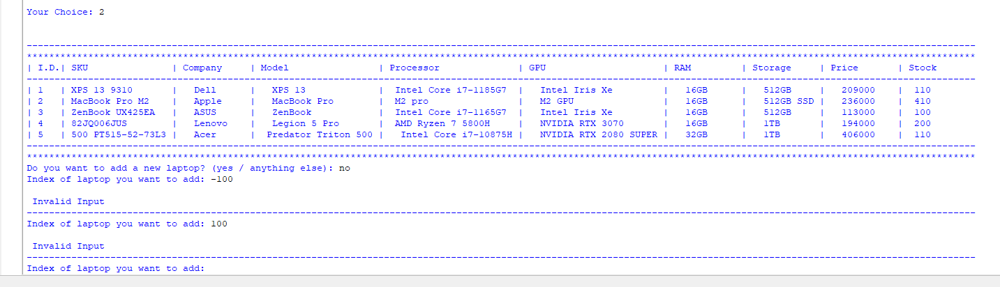 Your Choice: 2
--------------------------------------------------------------------------------------------------------------------------------------------------------------------------
**************************************************************************************************************************************************************************
| I.D.| SKU               | Company     | Model                | Processor              | GPU                     | RAM          | Storage      | Price        | Stock
--------------------------------------------------------------------------------------------------------------------------------------------------------------------------
| 1   | XPS 13 9310       |   Dell      |   XPS 13             |  Intel Core i7-1185G7  |   Intel Iris Xe         |   16GB       |   512GB      |   209000     |  110
| 2   | MacBook Pro M2    |   Apple     |   MacBook Pro        |  M2 pro                |   M2 GPU                |   16GB       |   512GB SSD  |   236000     |  410
| 3   | ZenBook UX425EA   |   ASUS      |   ZenBook            |  Intel Core i7-1165G7  |   Intel Iris Xe         |   16GB       |   512GB      |   113000     |  100
| 4   | 82JQ006JUS        |   Lenovo    |   Legion 5 Pro       |  AMD Ryzen 7 5800H     |   NVIDIA RTX 3070       |   16GB       |   1TB        |   194000     |  200
| 5   | 500 PT515-52-73L3 |   Acer      |  Predator Triton 500 |   Intel Core i7-10875H |   NVIDIA RTX 2080 SUPER |   32GB       |   1TB        |   406000     |  110
--------------------------------------------------------------------------------------------------------------------------------------------------------------------------
**************************************************************************************************************************************************************************
Do you want to add a new laptop? (yes / anything else): no
Index of laptop you want to add: -100
Invalid Input
--------------------------------------------------------------------------------------------------------------------------------------------------------------------------
Index of laptop you want to add: 100
Invalid Input
--------------------------------------------------------------------------------------------------------------------------------------------------------------------------
Index of laptop you want to add: